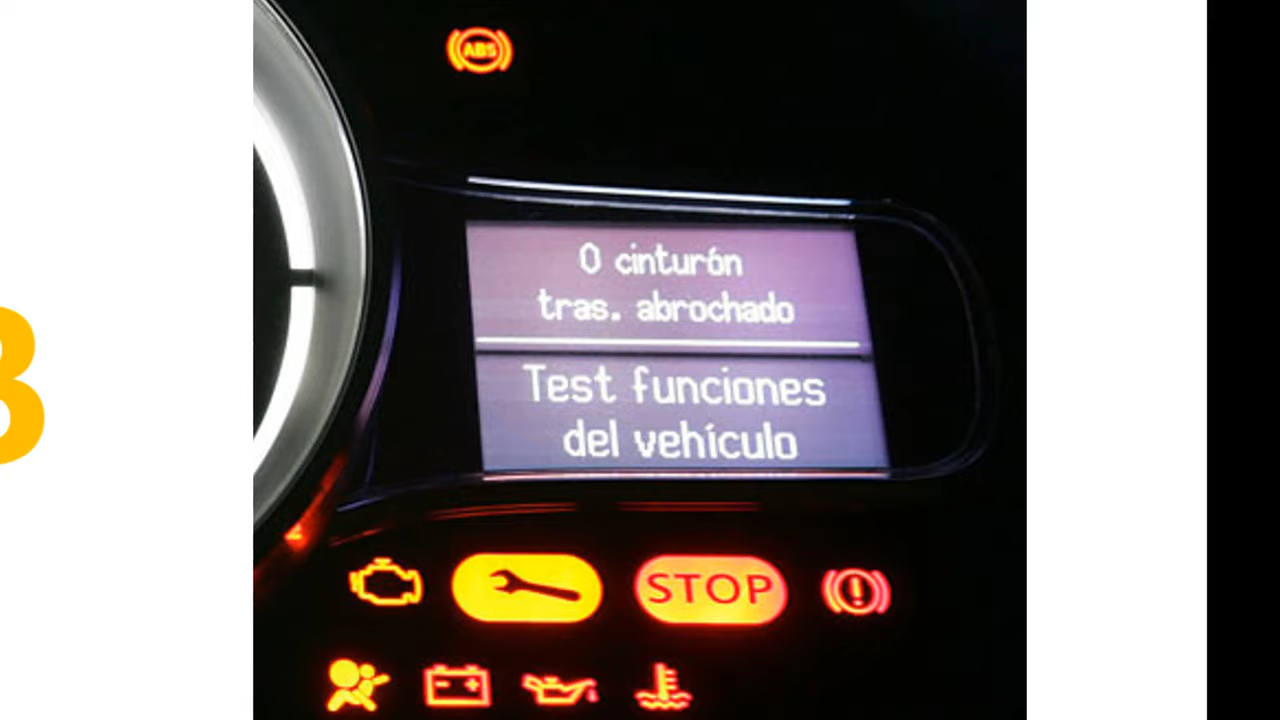 ABS
0 cinturón
tras. abrochado
Test funciones
del vehículo
STOP